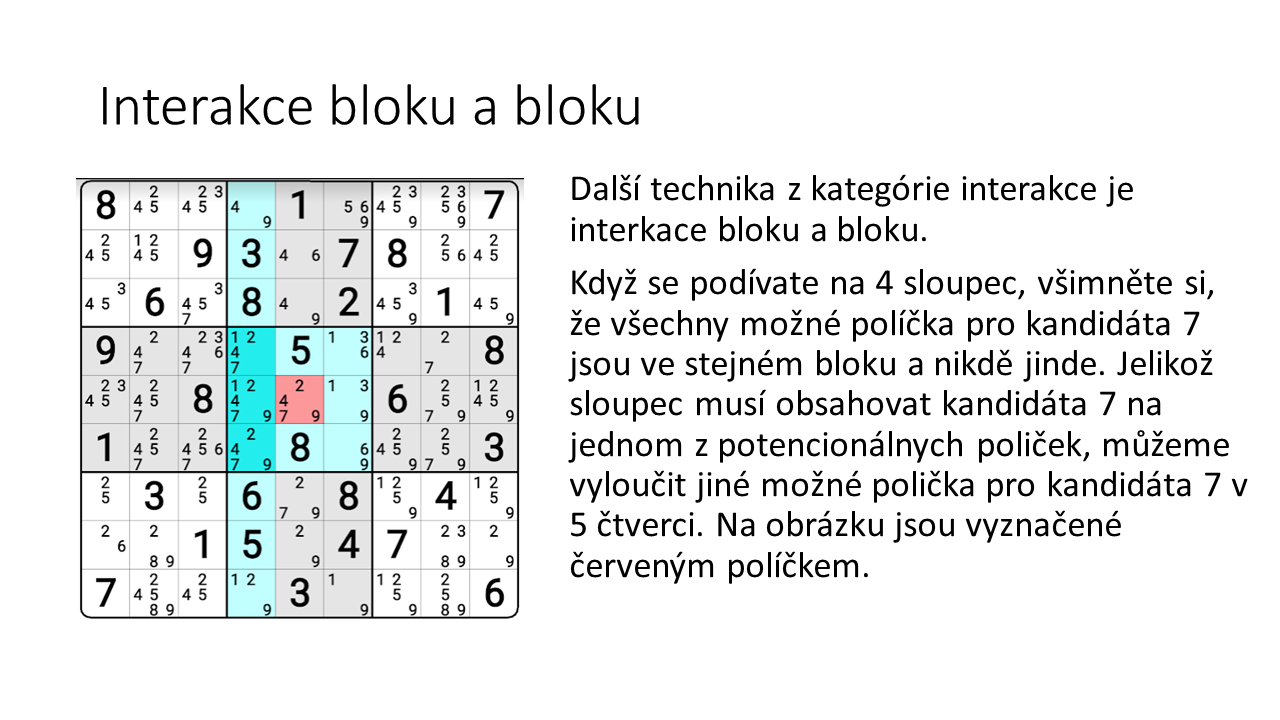 Interakce bloku a bloku
8 2 4 5 2 3 4 5 4 9 1 5 6 9 2 3 4 5 9 2 3 5 6 9 7
2 4 5 1 2 4 5 9 3 4 6 7 8 2 5 6 2 4 5
3 4 5 6 3 4 5 7 8 4 9 2 3 4 5 9 1 4 5 9
9 2 4 7 2 3 4 6 7 1 2 4 7 5 1 3 6 1 2 4 2 7 8
2 3 4 5 2 4 5 7 8 1 2 4 7 9 2 4 7 9 1 3 9 6 2 5 7 9 1 2 4 5 9
1 2 4 5 7 2 4 5 6 7 2 4 7 9 8 6 9 2 4 5 9 2 5 7 9 3
2 5 3 2 5 6 2 7 9 8 1 2 5 9 4 1 2 5 9
2 6 2 8 9 1 5 2 9 4 7 2 3 8 9 2 9
7 2 4 5 8 9 2 4 5 1 2 9 3 1 9 1 2 5 9 2 5 8 9 6
Další technika z kategórie interakce je
interkace bloku a bloku.
Když se podívate na 4 sloupec, všimněte si,
že všechny možné políčka pro kandidáta 7
jsou ve stejném bloku a nikdě jinde. Jelikož
sloupec musí obsahovat kandidáta 7 na
jednom z potencionálnych poliček, můžeme
vyloučit jiné možné polička pro kandidáta 7 v
5 čtverci. Na obrázku jsou vyznačené
červeným políčkem.